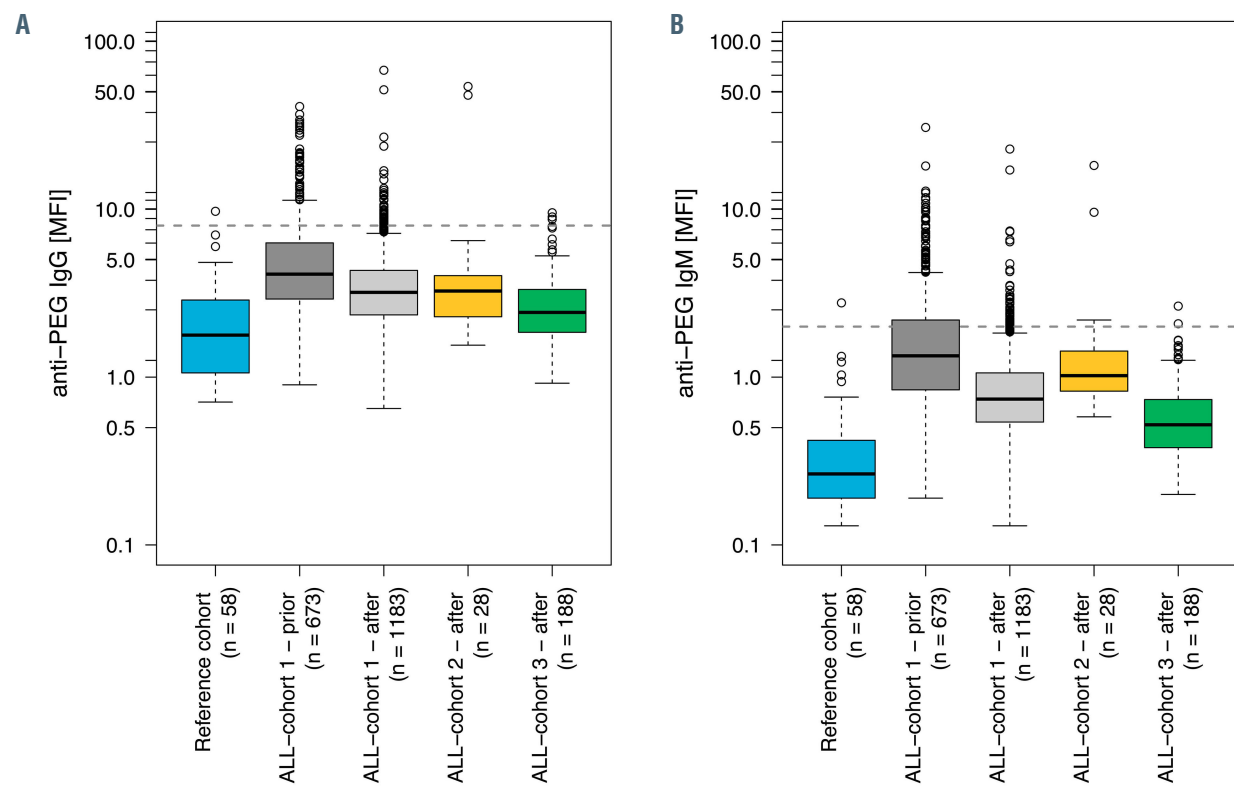 A
anti–PEG IgG [MFI]
100.0
50.0
10.0
5.0
1.0
0.5
0.1
Reference cohort
(n = 58)
ALL–cohort 1 – prior
(n = 673)
ALL–cohort 1 – after
(n = 1183)
ALL–cohort 2 – after
(n = 28)
ALL–cohort 3 – after
(n = 188)
B
anti–PEG IgM [MFI]
100.0
50.0
10.0
5.0
1.0
0.5
0.1
Reference cohort
(n = 58)
ALL–cohort 1 – prior
(n = 673)
ALL–cohort 1 – after
(n = 1183)
ALL–cohort 2 – after
(n = 28)
ALL–cohort 3 – after
(n = 188)